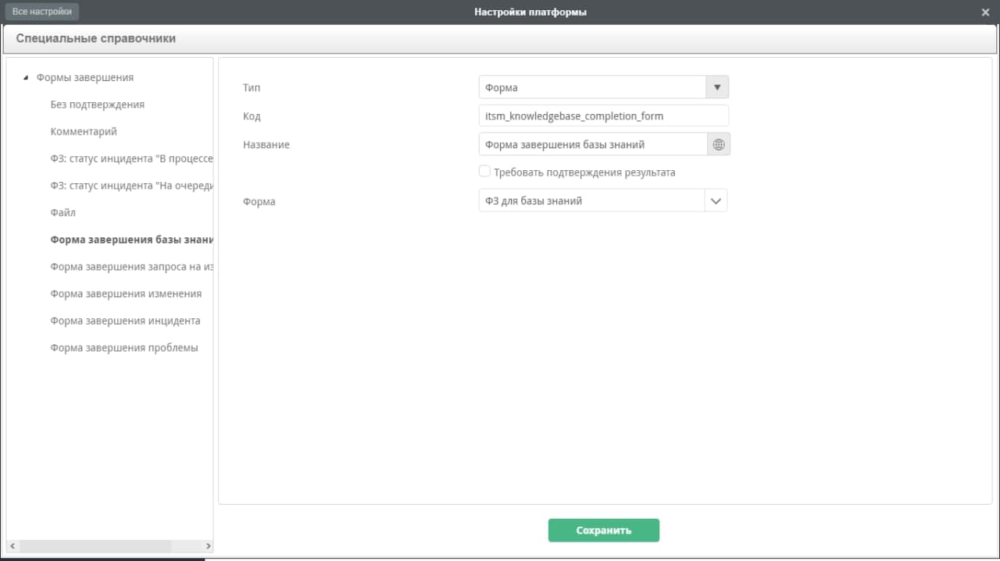 Все настройки
Настройки платформы
Специальные справочники
Формы завершения
Без подтверждения
Комментарий
ФЗ: статус инцидента "В процессе
ФЗ: статус инцидента "На очереди
Файл
Форма завершения базы знани
Форма завершения запроса на из
Форма завершения изменения
Форма завершения инцидента
Форма завершения проблемы
Тип
Форма
Код
itsm_knowledgebase_completion_form
Название
Форма завершения базы знаний
Требовать подтверждения результата
Форма
ФЗ для базы знаний
Сохранить